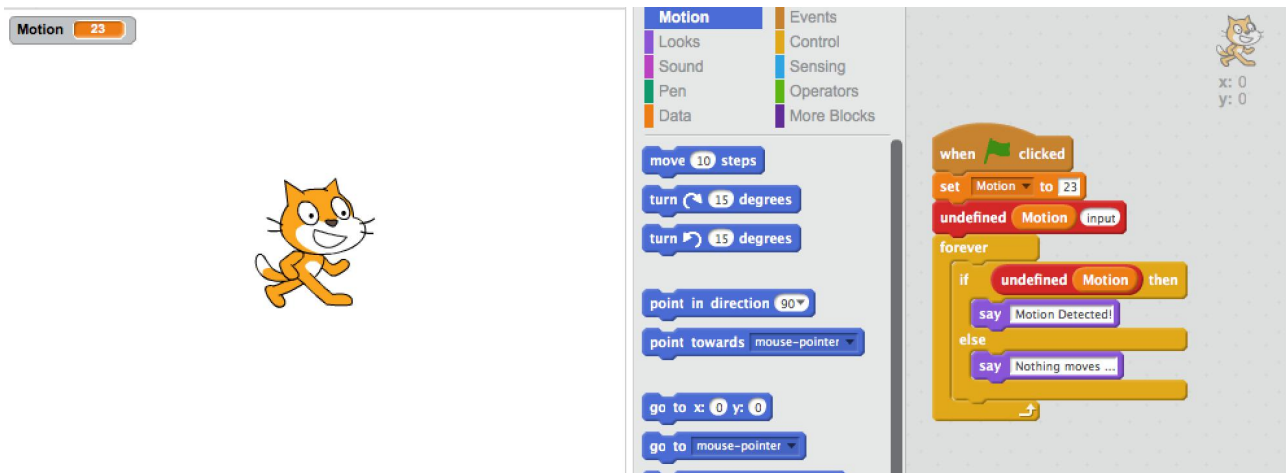 Motion 23
Motion
Looks
Sound
Pen
Data
Events
Control
Sensing
Operators
More Blocks
move 10 steps
turn 15 degrees
turn 15 degrees
point in direction 90
point towards mouse-pointer
go to x: 0 y: 0
go to mouse-pointer
x: 0
y: 0
when clicked
set Motion to 23
undefined Motion input
forever
if undefined Motion then
say Motion Detected!
else
say Nothing moves ...